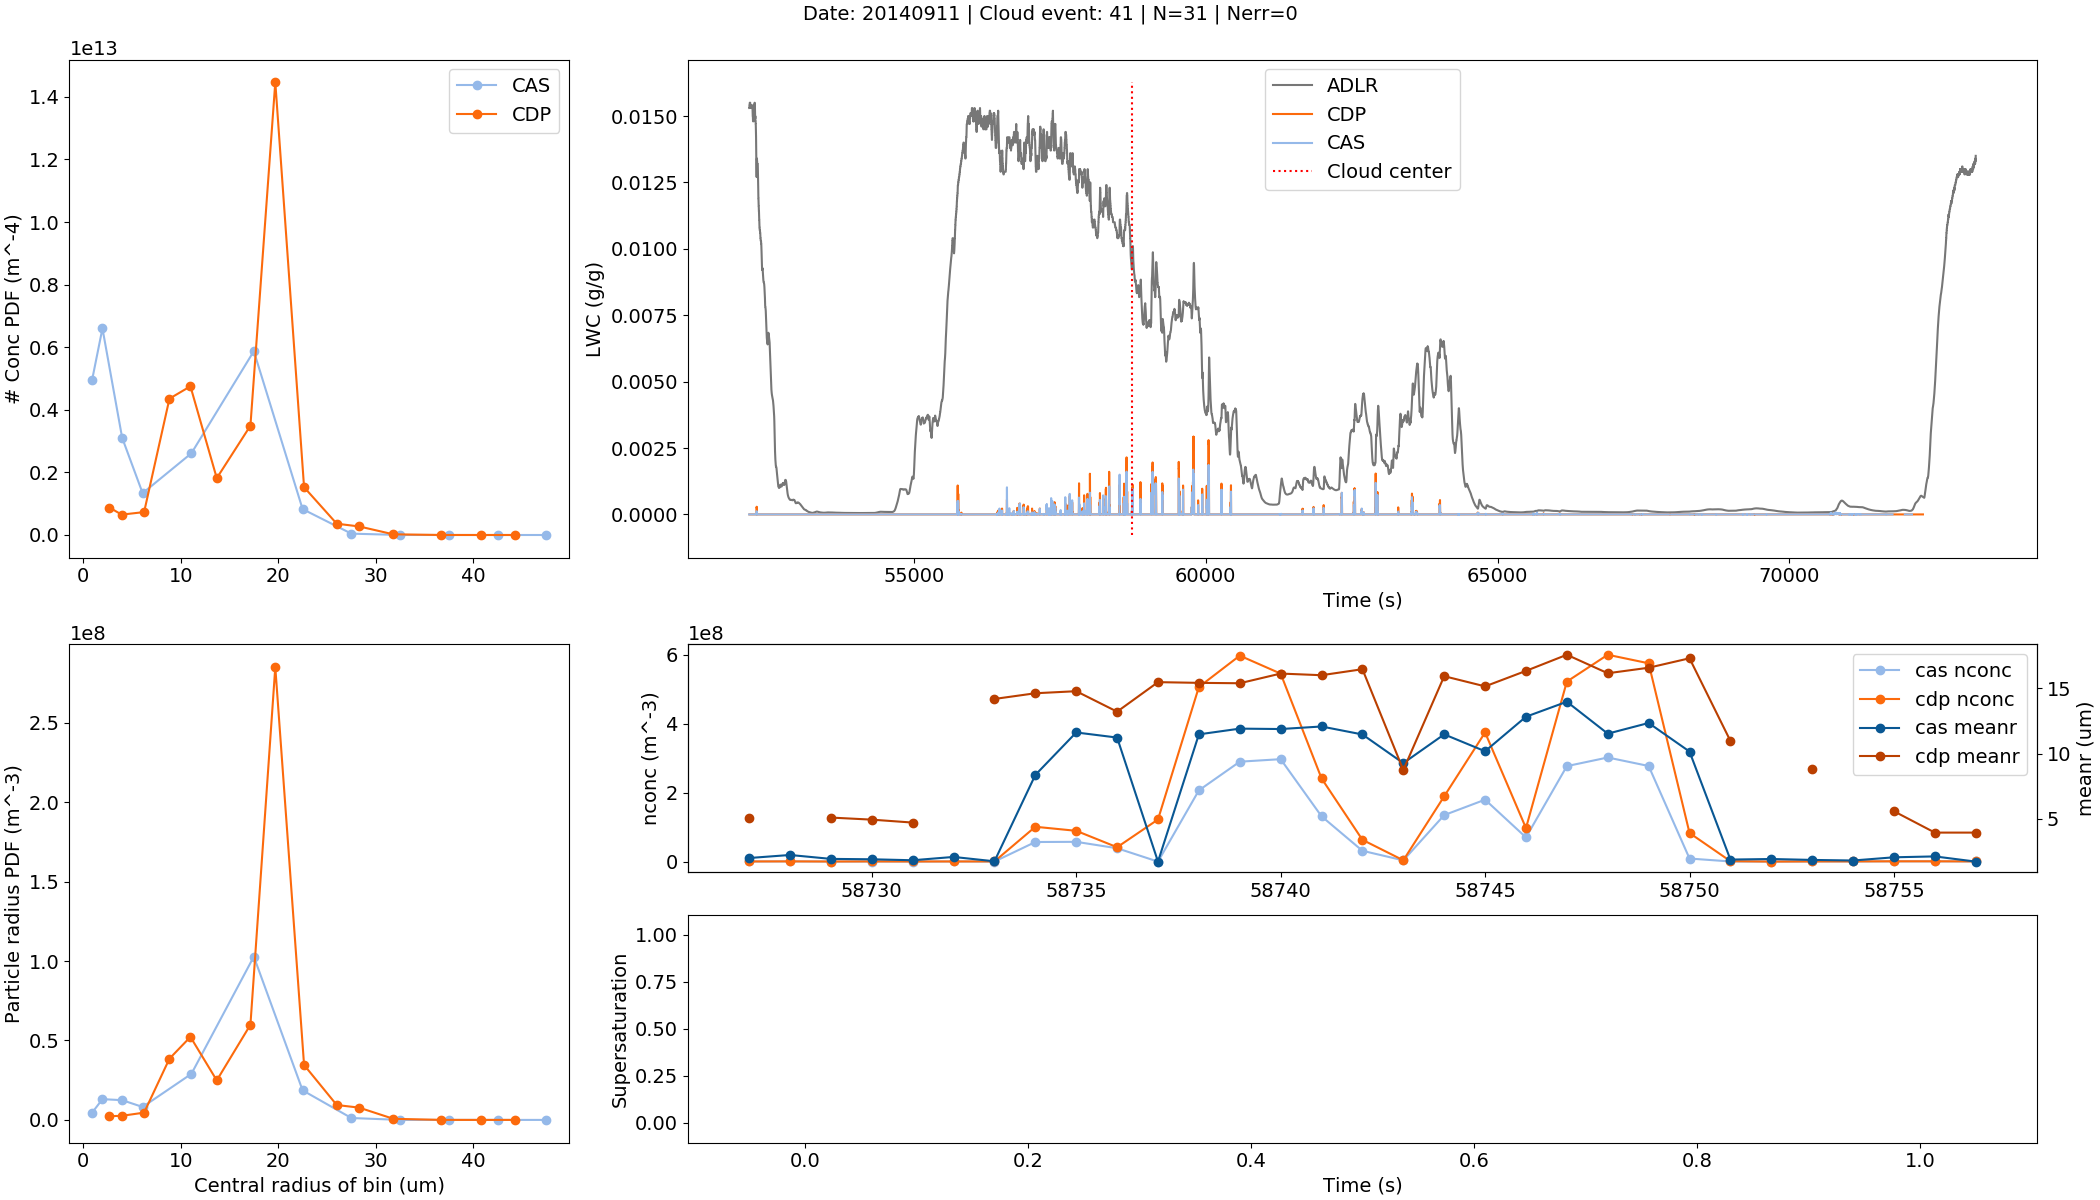 Date: 20140911 | Cloud event: 41 | N=31 | Nerr=0
1e13
# Conc PDF (m^-4)
1.4
1.2
1.0
0.8
0.6
0.4
0.2
0.0
0 10 20 30 40
CAS
CDP
LWC (g/g)
0.0150
0.0125
0.0100
0.0075
0.0050
0.0025
0.0000
55000 60000 65000 70000
Time (s)
ADLR
CDP
CAS
Cloud center
1e8
Particle radius PDF (m^-3)
2.5
2.0
1.5
1.0
0.5
0.0
0 10 20 30 40
Central radius of bin (um)
1e8
nconc (m^-3)
6
4
2
0
58730 58735 58740 58745 58750 58755
15
10
5
meanr (um)
cas nconc
cdp nconc
cas meanr
cdp meanr
Supersaturation
1.00
0.75
0.50
0.25
0.00
0.0 0.2 0.4 0.6 0.8 1.0
Time (s)